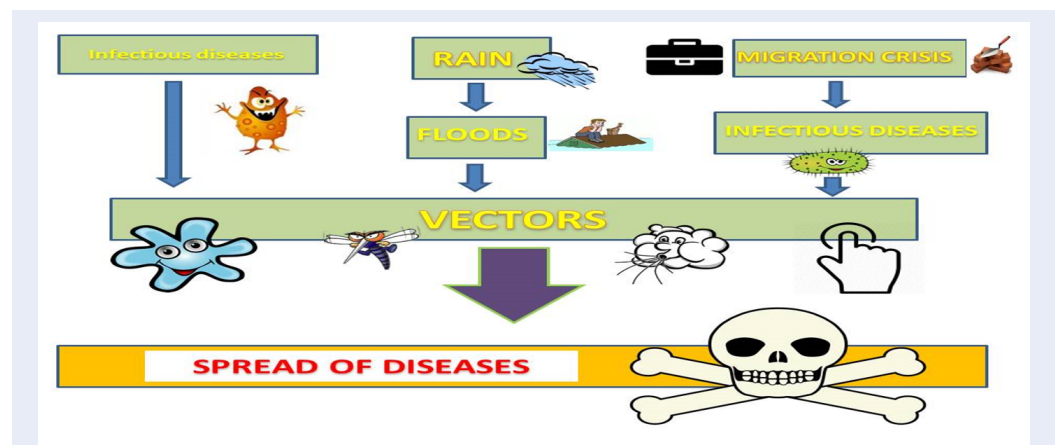 Infectious diseases
RAIN
MIGRATION CRISIS
FLOODS
INFECTIOUS DISEASES
VECTORS
SPREAD OF DISEASES